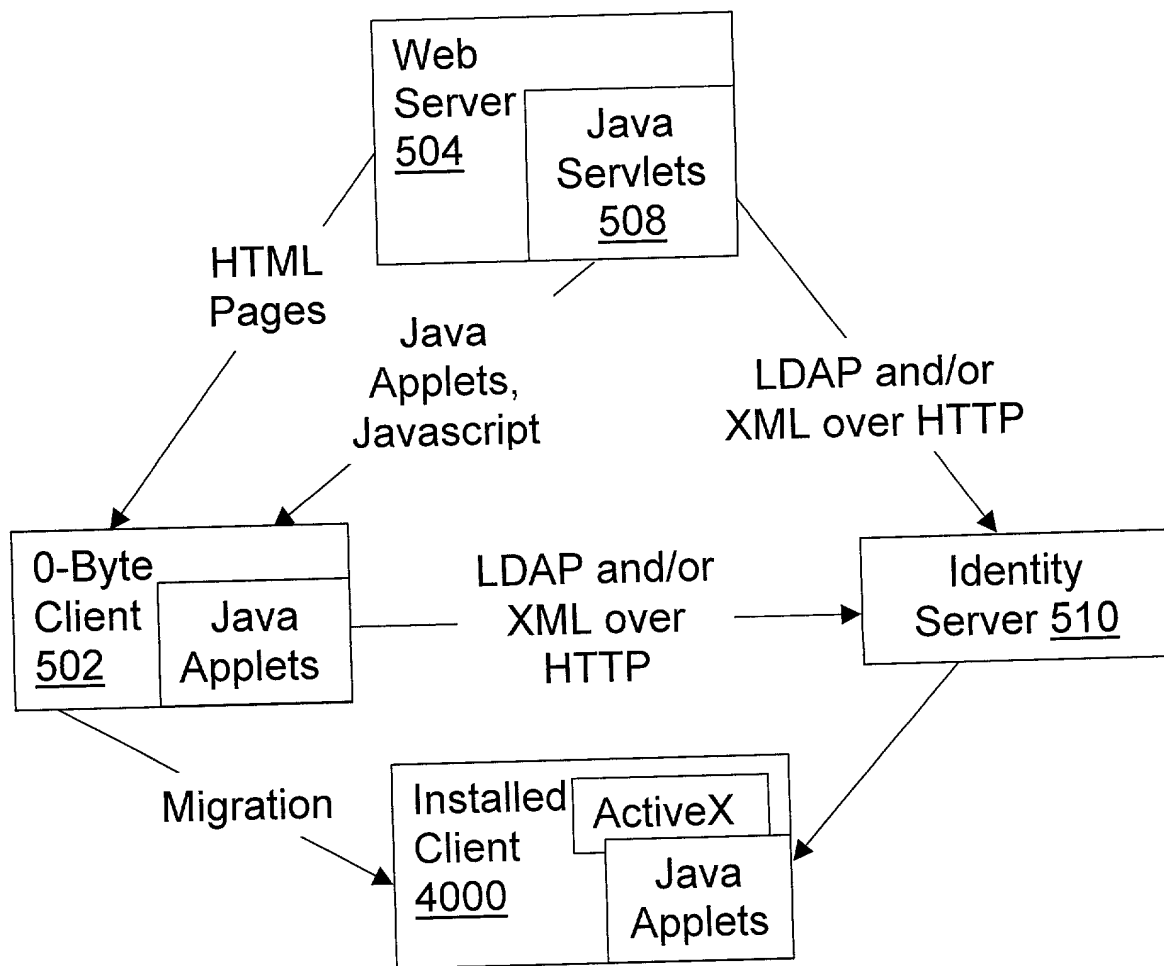 Web
Server
504
Java
Servlets
508
HTML
Pages
Java
Applets,
Javascript
LDAP and/or
XML over HTTP
0-Byte
Client
502
Java
Applets
LDAP and/or
XML over
HTTP
Identity
Server 510
Migration
Installed
Client
4000
ActiveX
Java
Applets